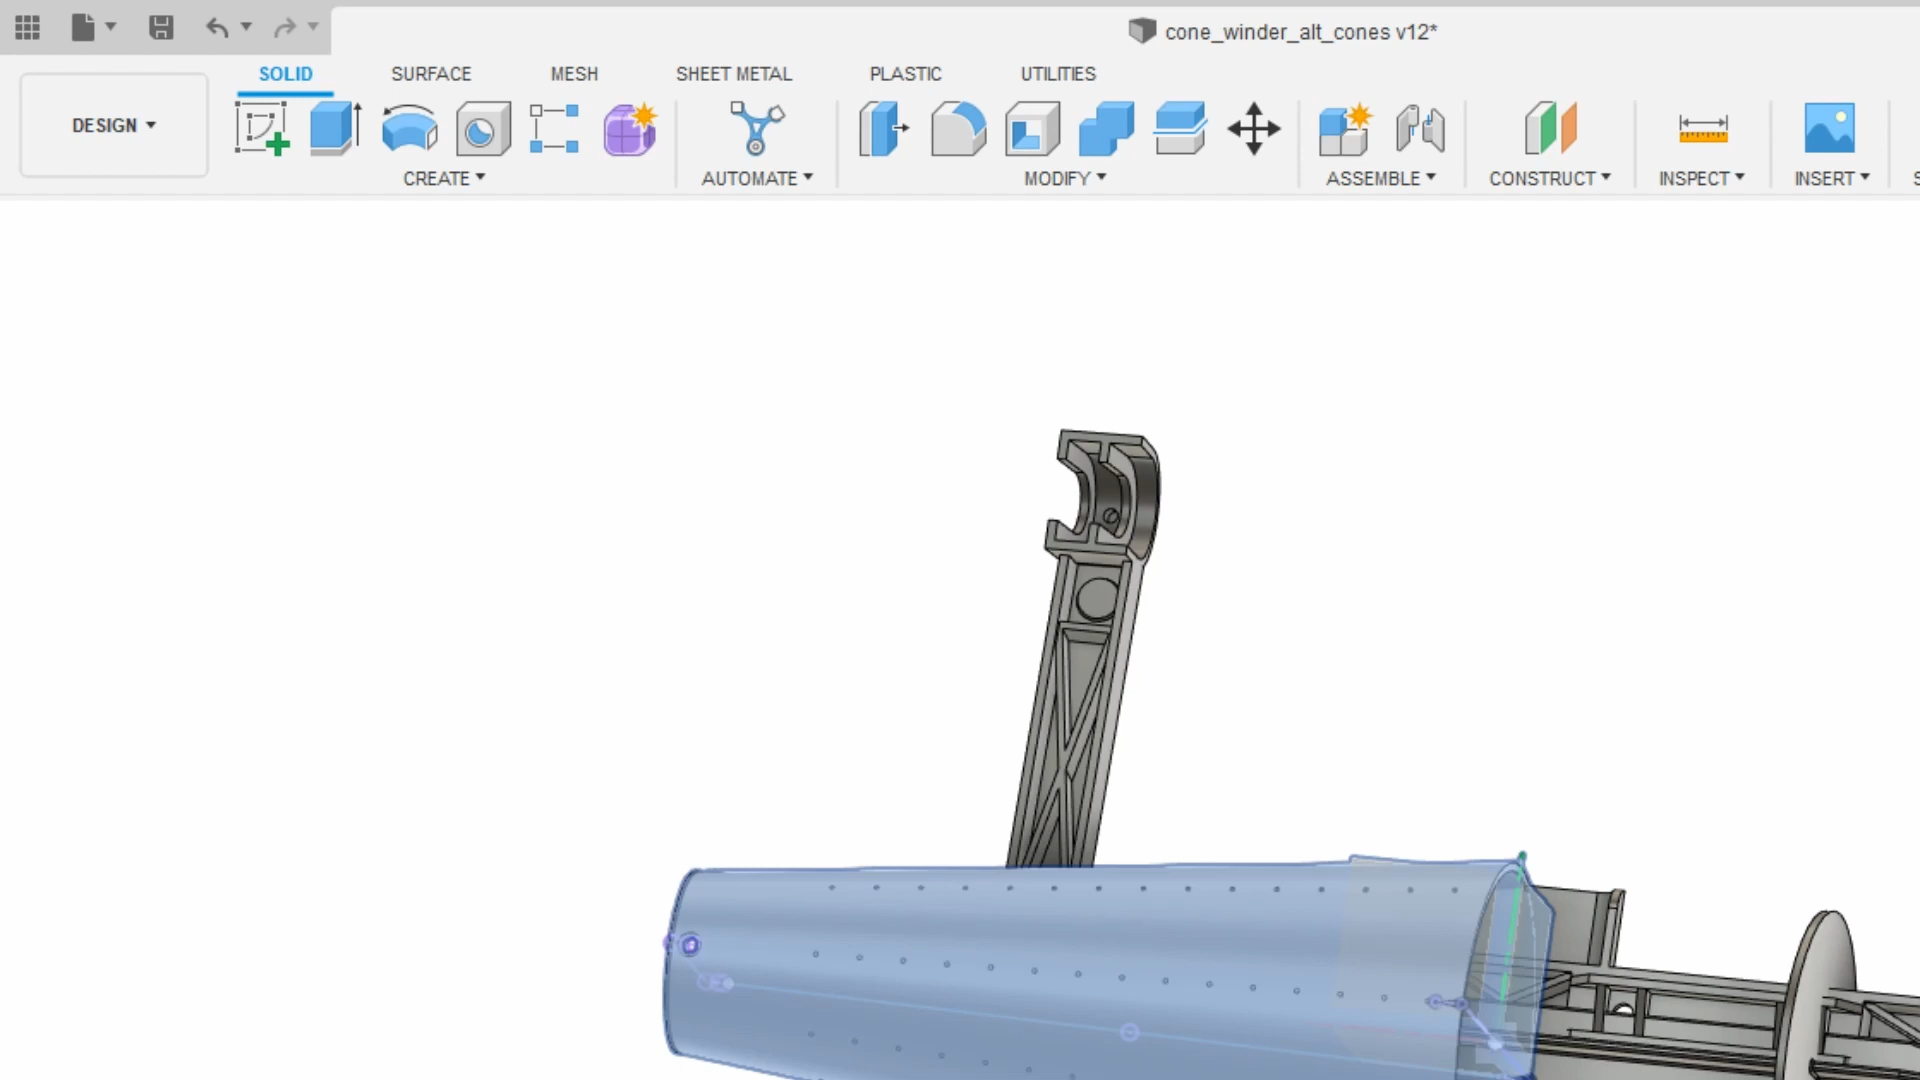 cone_winder_alt_cones v12*
SOLID SURFACE MESH SHEET METAL PLASTIC UTILITIES
DESIGN
CREATE AUTOMATE MODIFY ASSEMBLE CONSTRUCT INSPECT INSERT